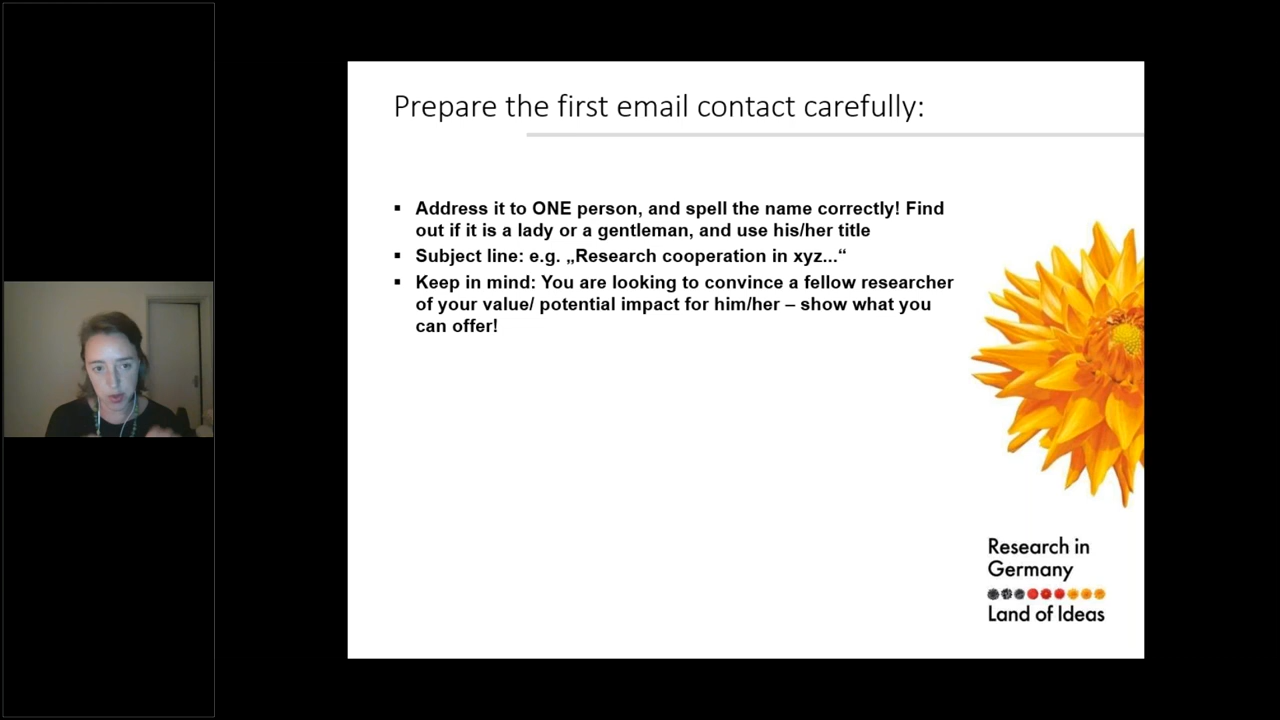 Prepare the first email contact carefully:
▪ Address it to ONE person, and spell the name correctly! Find
out if it is a lady or a gentleman, and use his/her title
▪ Subject line: e.g. „Research cooperation in xyz...“
▪ Keep in mind: You are looking to convince a fellow researcher
of your value/ potential impact for him/her – show what you
can offer!
Research in
Germany
Land of Ideas